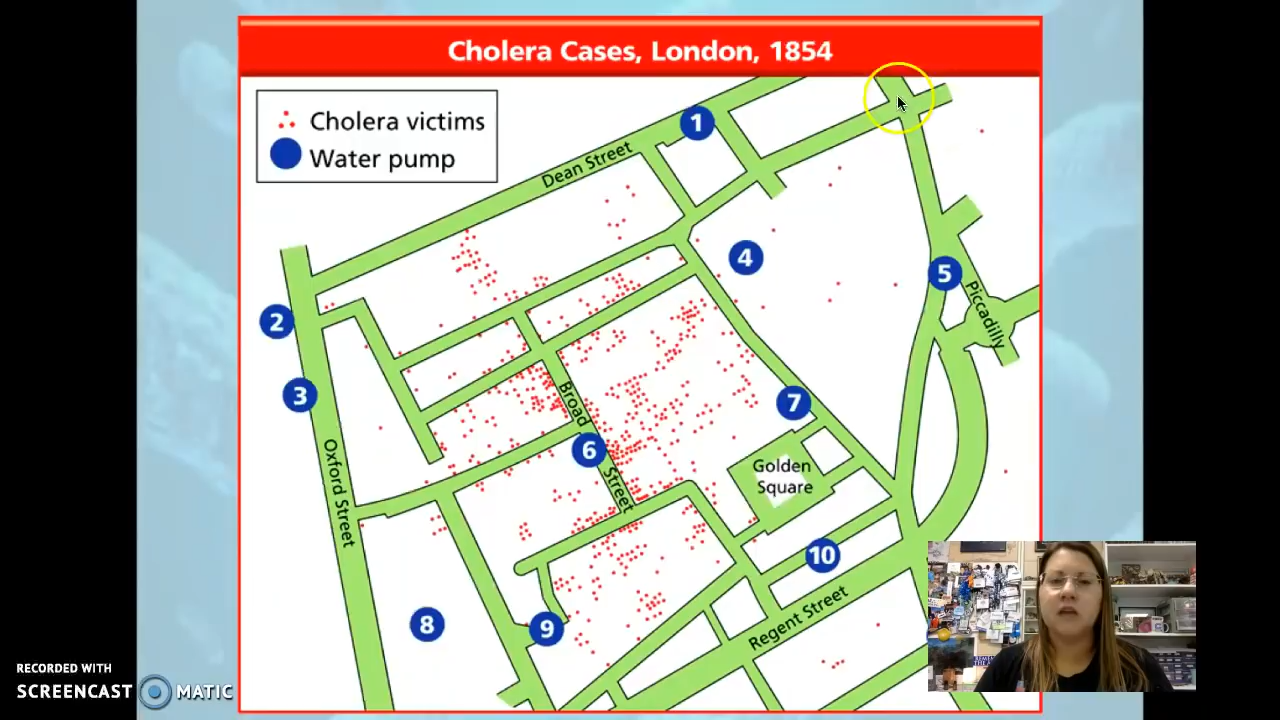 Cholera Cases, London, 1854
Cholera victims
Water pump
1
Dean Street
4
5
2
Piccadilly
3
Broad
7
6
Oxford Street
Golden
Square
Street
10
8
9
Regent Street
RECORDED WITH
SCREENCAST MATIC